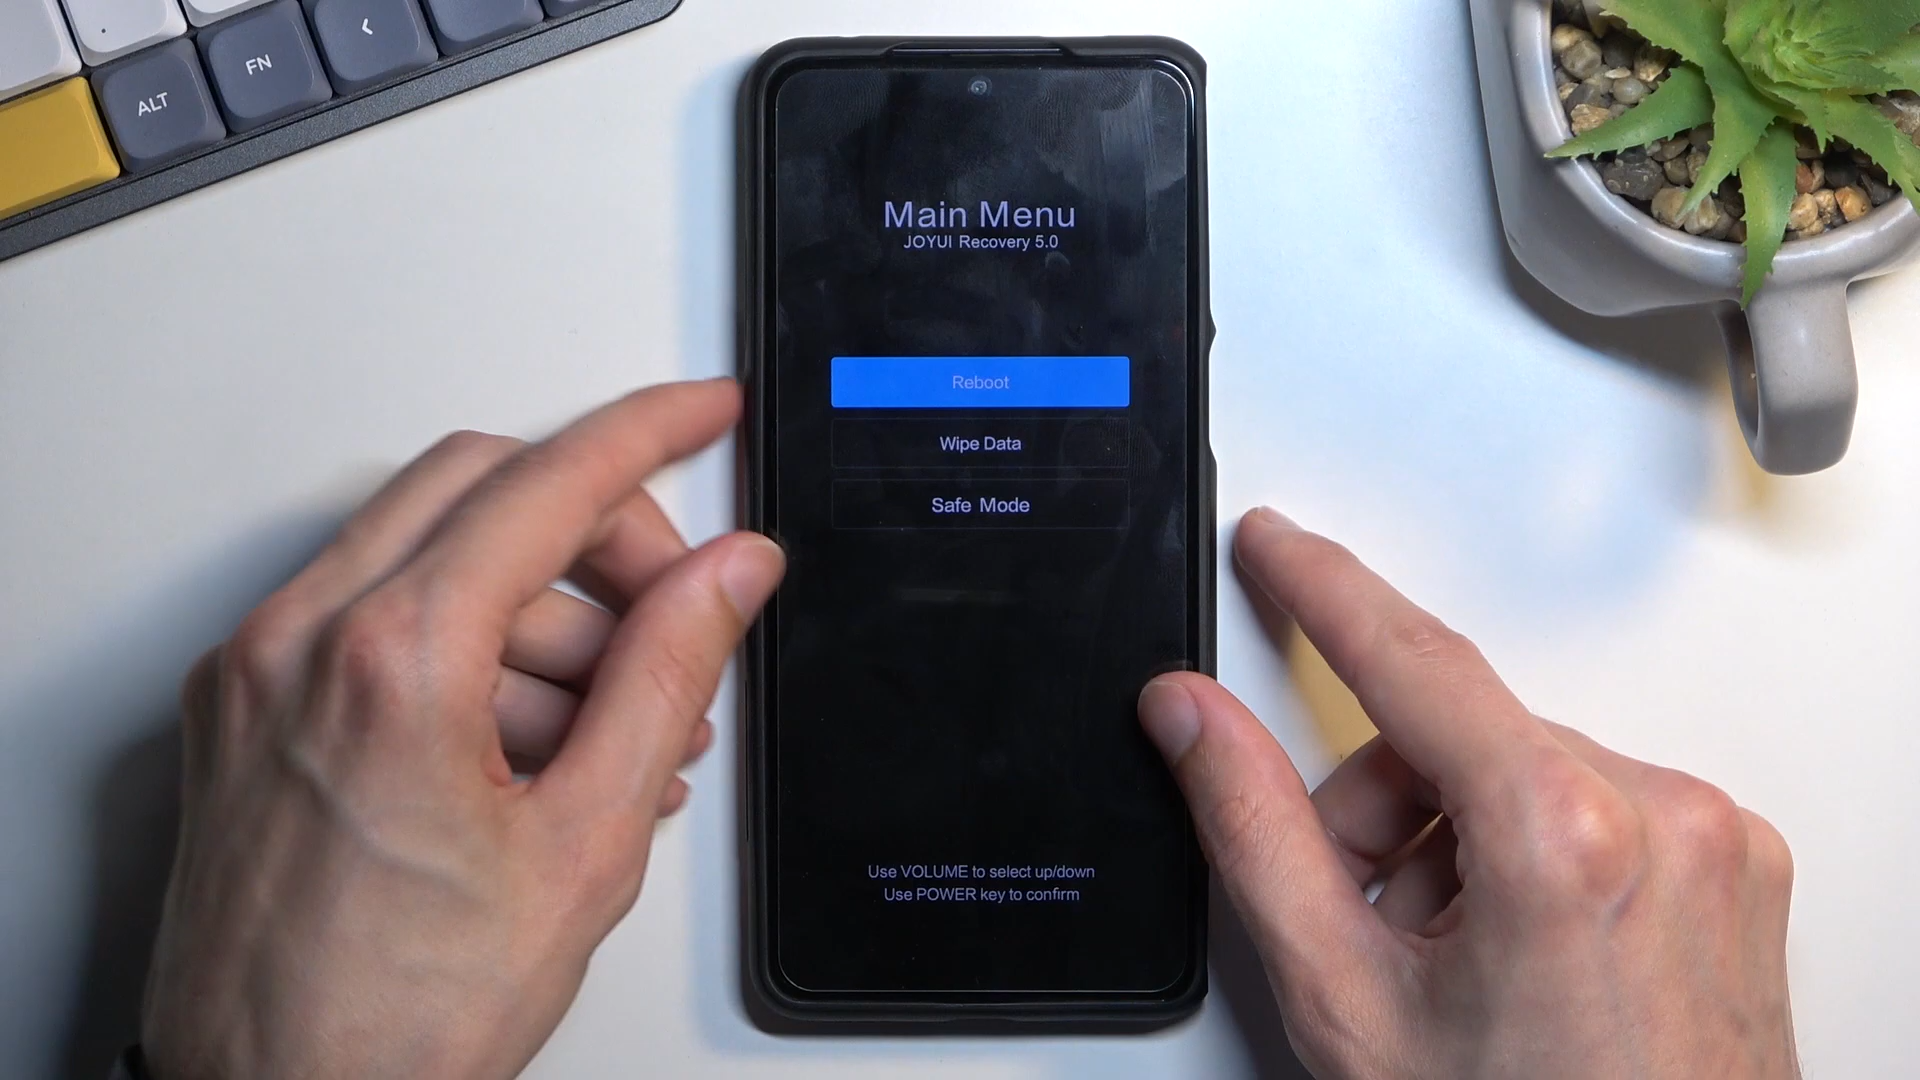 ALT
FN
<
Main Menu
JOYUI Recovery 5.0
Reboot
Wipe Data
Safe Mode
Use VOLUME to select up/down
Use POWER key to confirm